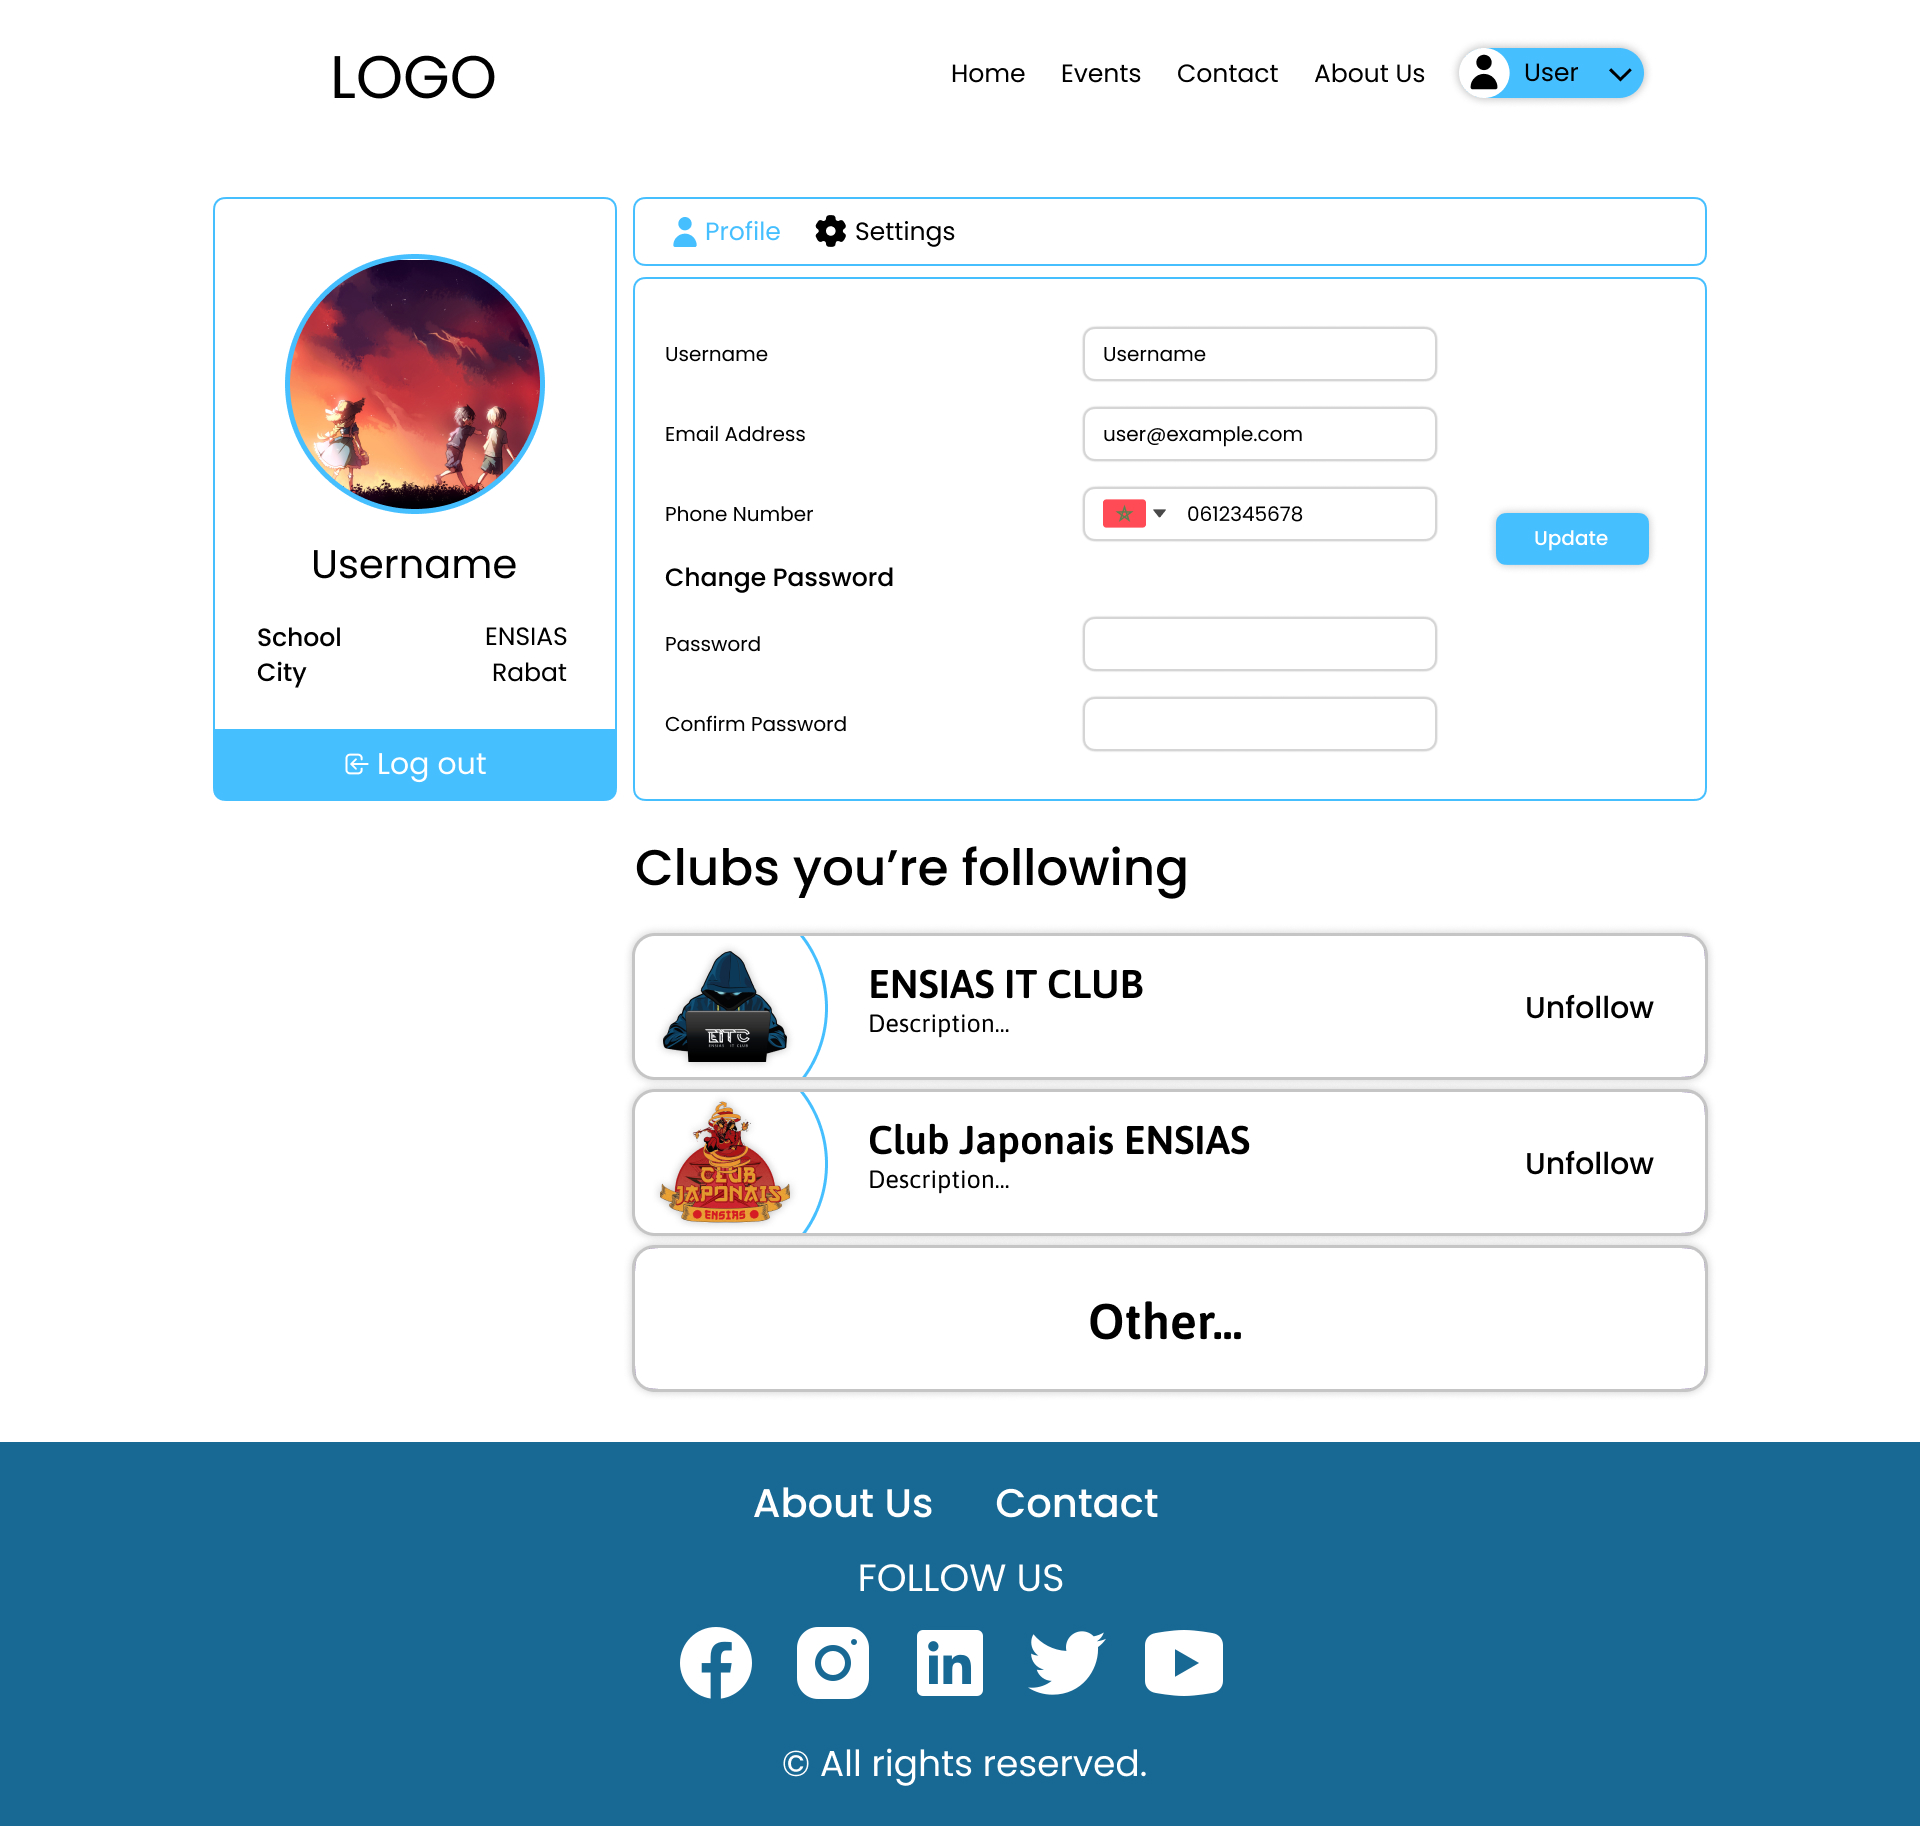 LOGO
Home Events Contact About Us User
Profile Settings
Username Username
Email Address user@example.com
Phone Number 0612345678
Update
Change Password
Password
Confirm Password
Username
School ENSIAS
City Rabat
Log out
Clubs you’re following
EITC
ENSIAS IT CLUB
ENSIAS IT CLUB
Description...
Unfollow
CLUB
JAPONAIS
ENSIAS
Club Japonais ENSIAS
Description...
Unfollow
Other...
About Us Contact
FOLLOW US
© All rights reserved.